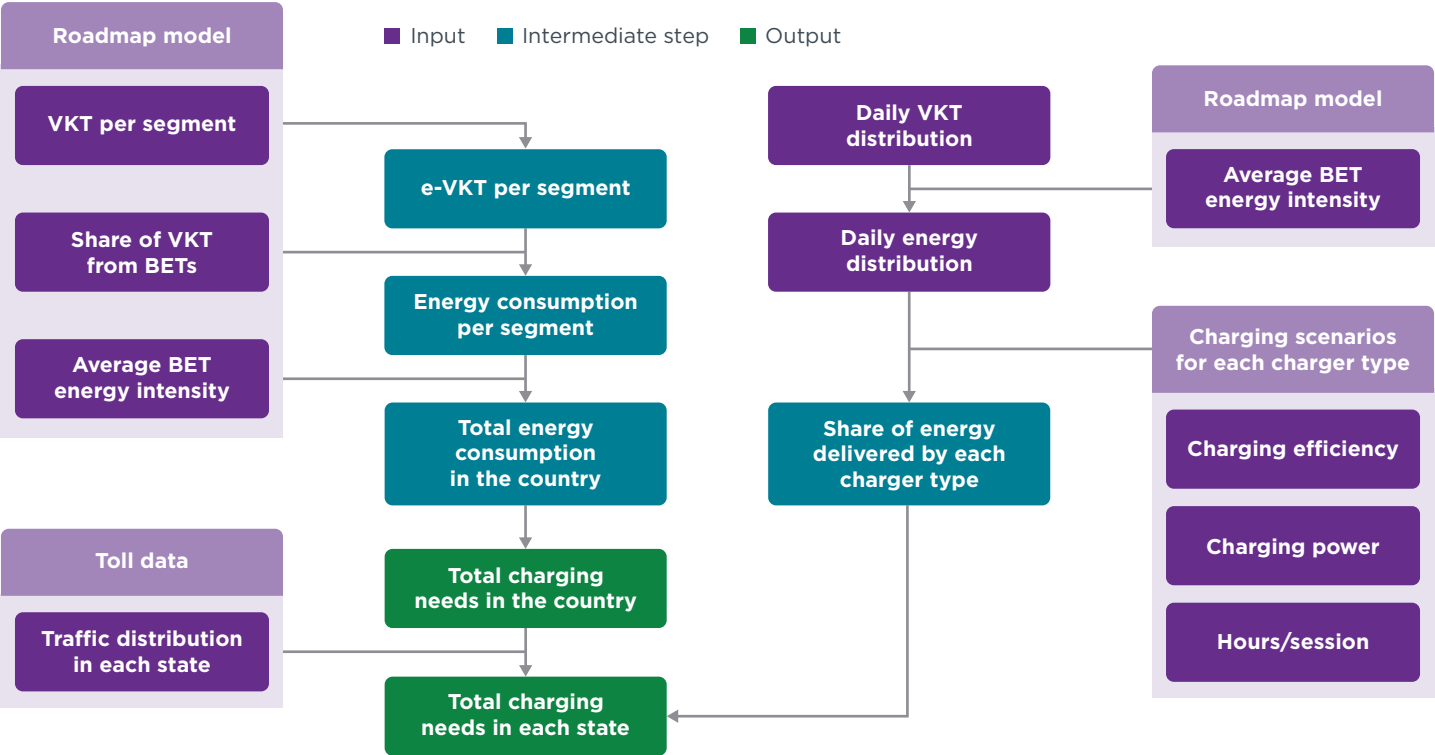 Roadmap model
VKT per segment
Share of VKT
from BETs
Average BET
energy intensity
Toll data
Traffic distribution
in each state
Input
Intermediate step
Output
e-VKT per segment
Energy consumption
per segment
Total energy
consumption
in the country
Total charging
needs in the country
Total charging
needs in each state
Daily VKT
distribution
Daily energy
distribution
Share of energy
delivered by each
charger type
Roadmap model
Average BET
energy intensity
Charging scenarios
for each charger type
Charging efficiency
Charging power
Hours/session